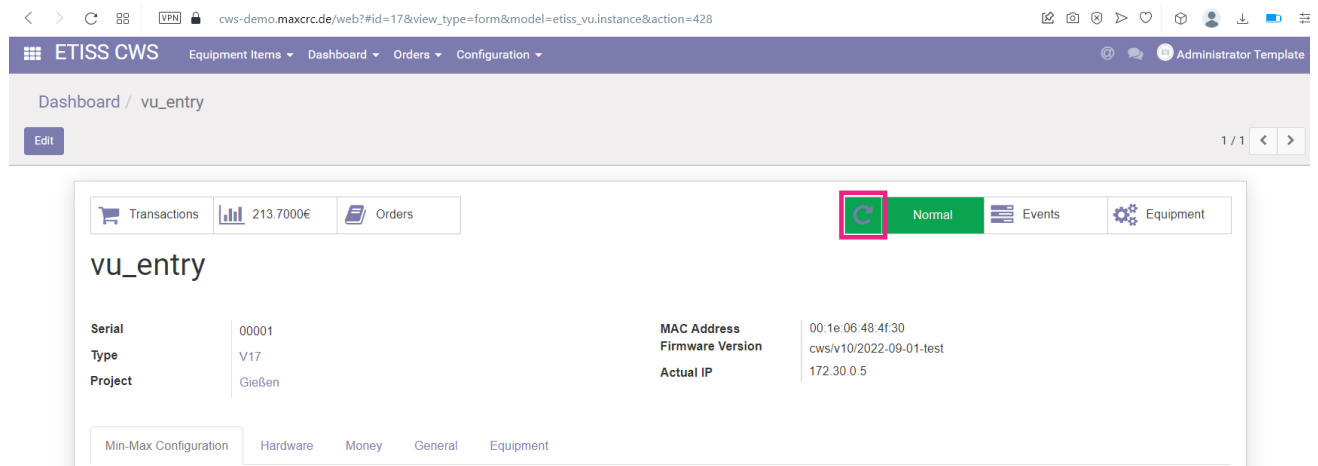 VPN cws-demo.maxcrc.de/web?#id=17&view_type=form&model=etiss_vu.instance&action=428
ETISS CWS Equipment Items Dashboard Orders Configuration @ Administrator Template
Dashboard / vu_entry
Edit 1 / 1
Transactions 213.7000€ Orders Normal Events Equipment
vu_entry
Serial 00001 MAC Address 00:1e:06:48:4f:30
Type V17 Firmware Version cws/v10/2022-09-01-test
Project Gießen Actual IP 172.30.0.5
Min-Max Configuration Hardware Money General Equipment